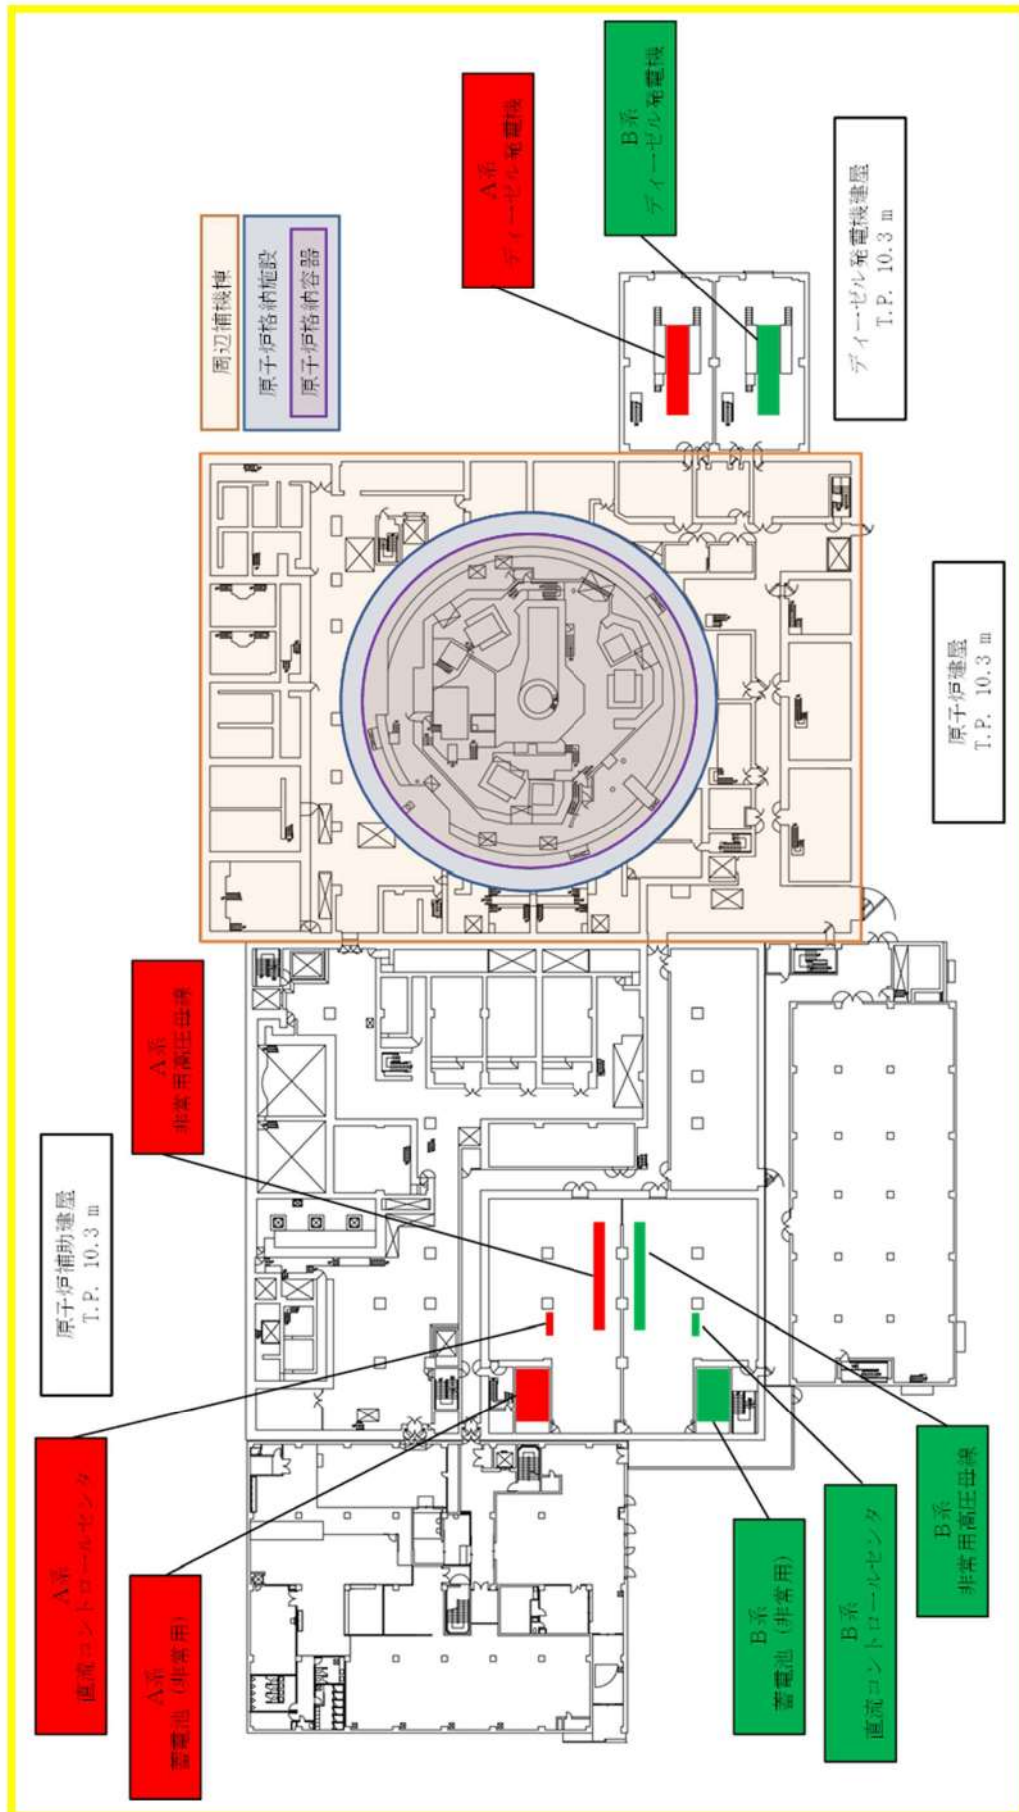 A系
直流コントロールセンタ
A系
蓄電池 (非常用)
原子炉補助建屋
T.P. 10.3 m
A系
非常用高圧母線
周辺補機棟
原子炉格納施設
原子炉格納容器
A系
ディーゼル発電機
B系
ディーゼル発電機
ディーゼル発電機建屋
T.P. 10.3 m
原子炉建屋
T.P. 10.3 m
B系
蓄電池 (非常用)
B系
直流コントロールセンタ
B系
非常用高圧母線